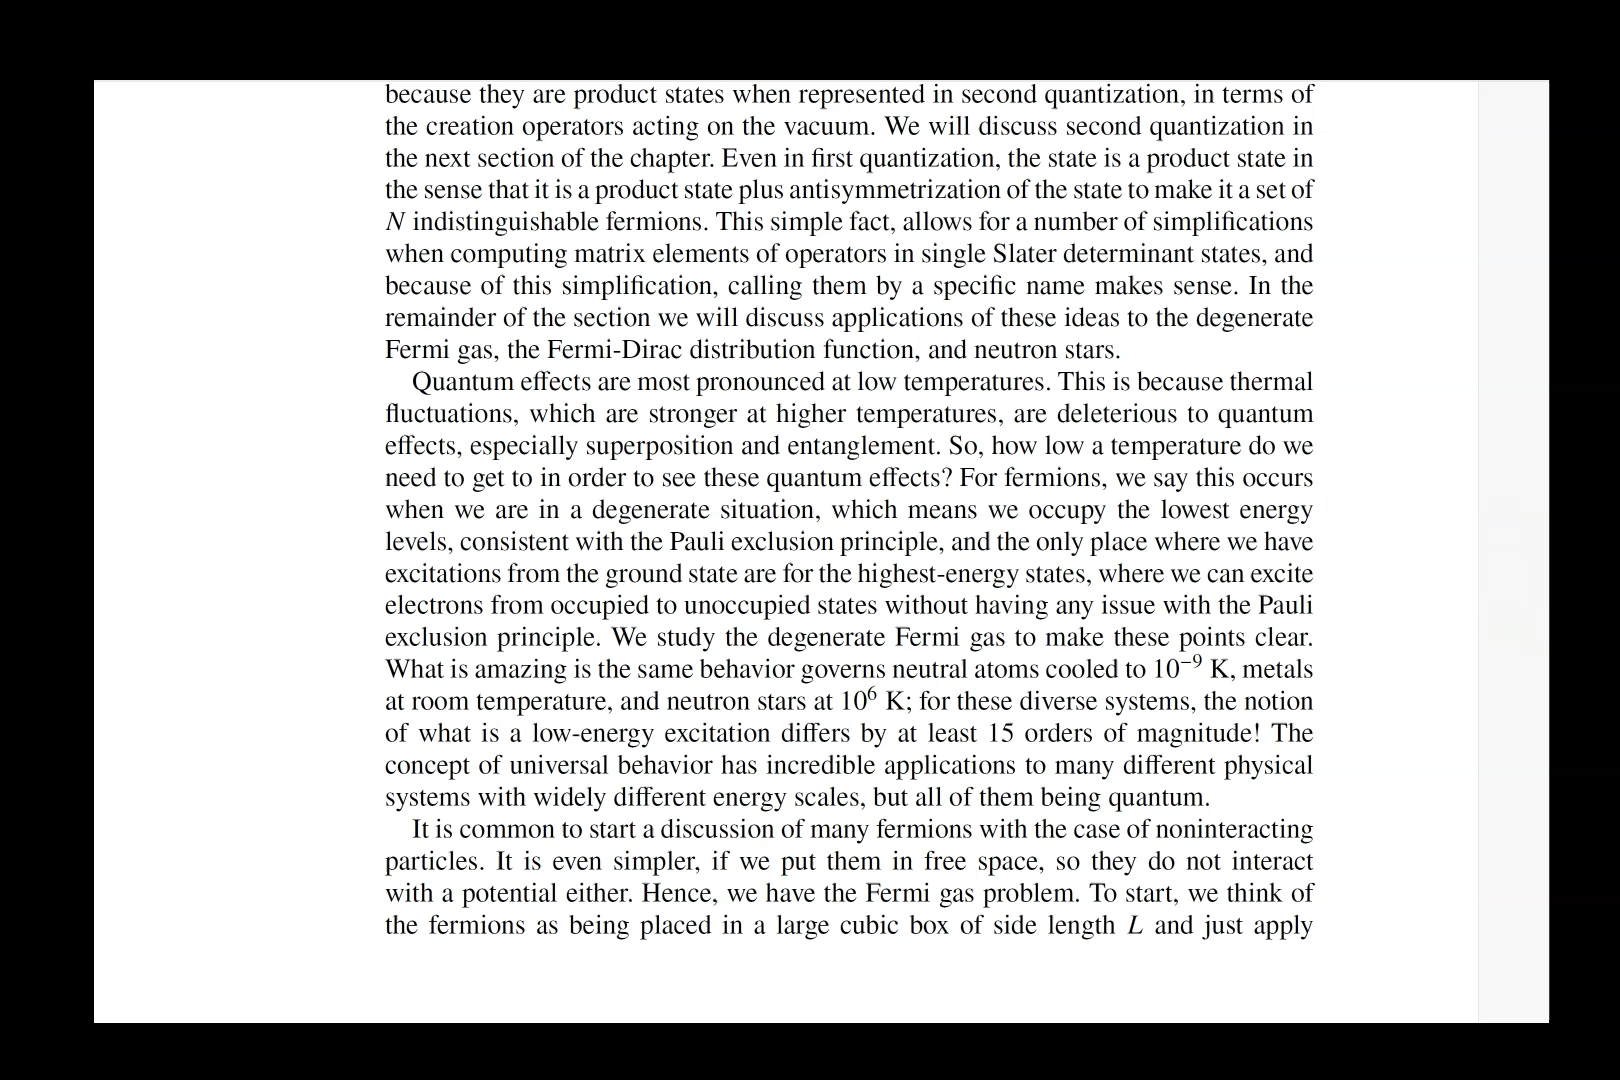 because they are product states when represented in second quantization, in terms of
the creation operators acting on the vacuum. We will discuss second quantization in
the next section of the chapter. Even in first quantization, the state is a product state in
the sense that it is a product state plus antisymmetrization of the state to make it a set of
N indistinguishable fermions. This simple fact, allows for a number of simplifications
when computing matrix elements of operators in single Slater determinant states, and
because of this simplification, calling them by a specific name makes sense. In the
remainder of the section we will discuss applications of these ideas to the degenerate
Fermi gas, the Fermi-Dirac distribution function, and neutron stars.
Quantum effects are most pronounced at low temperatures. This is because thermal
fluctuations, which are stronger at higher temperatures, are deleterious to quantum
effects, especially superposition and entanglement. So, how low a temperature do we
need to get to in order to see these quantum effects? For fermions, we say this occurs
when we are in a degenerate situation, which means we occupy the lowest energy
levels, consistent with the Pauli exclusion principle, and the only place where we have
excitations from the ground state are for the highest-energy states, where we can excite
electrons from occupied to unoccupied states without having any issue with the Pauli
exclusion principle. We study the degenerate Fermi gas to make these points clear.
What is amazing is the same behavior governs neutral atoms cooled to 10⁻⁹ K, metals
at room temperature, and neutron stars at 10⁶ K; for these diverse systems, the notion
of what is a low-energy excitation differs by at least 15 orders of magnitude! The
concept of universal behavior has incredible applications to many different physical
systems with widely different energy scales, but all of them being quantum.
It is common to start a discussion of many fermions with the case of noninteracting
particles. It is even simpler, if we put them in free space, so they do not interact
with a potential either. Hence, we have the Fermi gas problem. To start, we think of
the fermions as being placed in a large cubic box of side length L and just apply